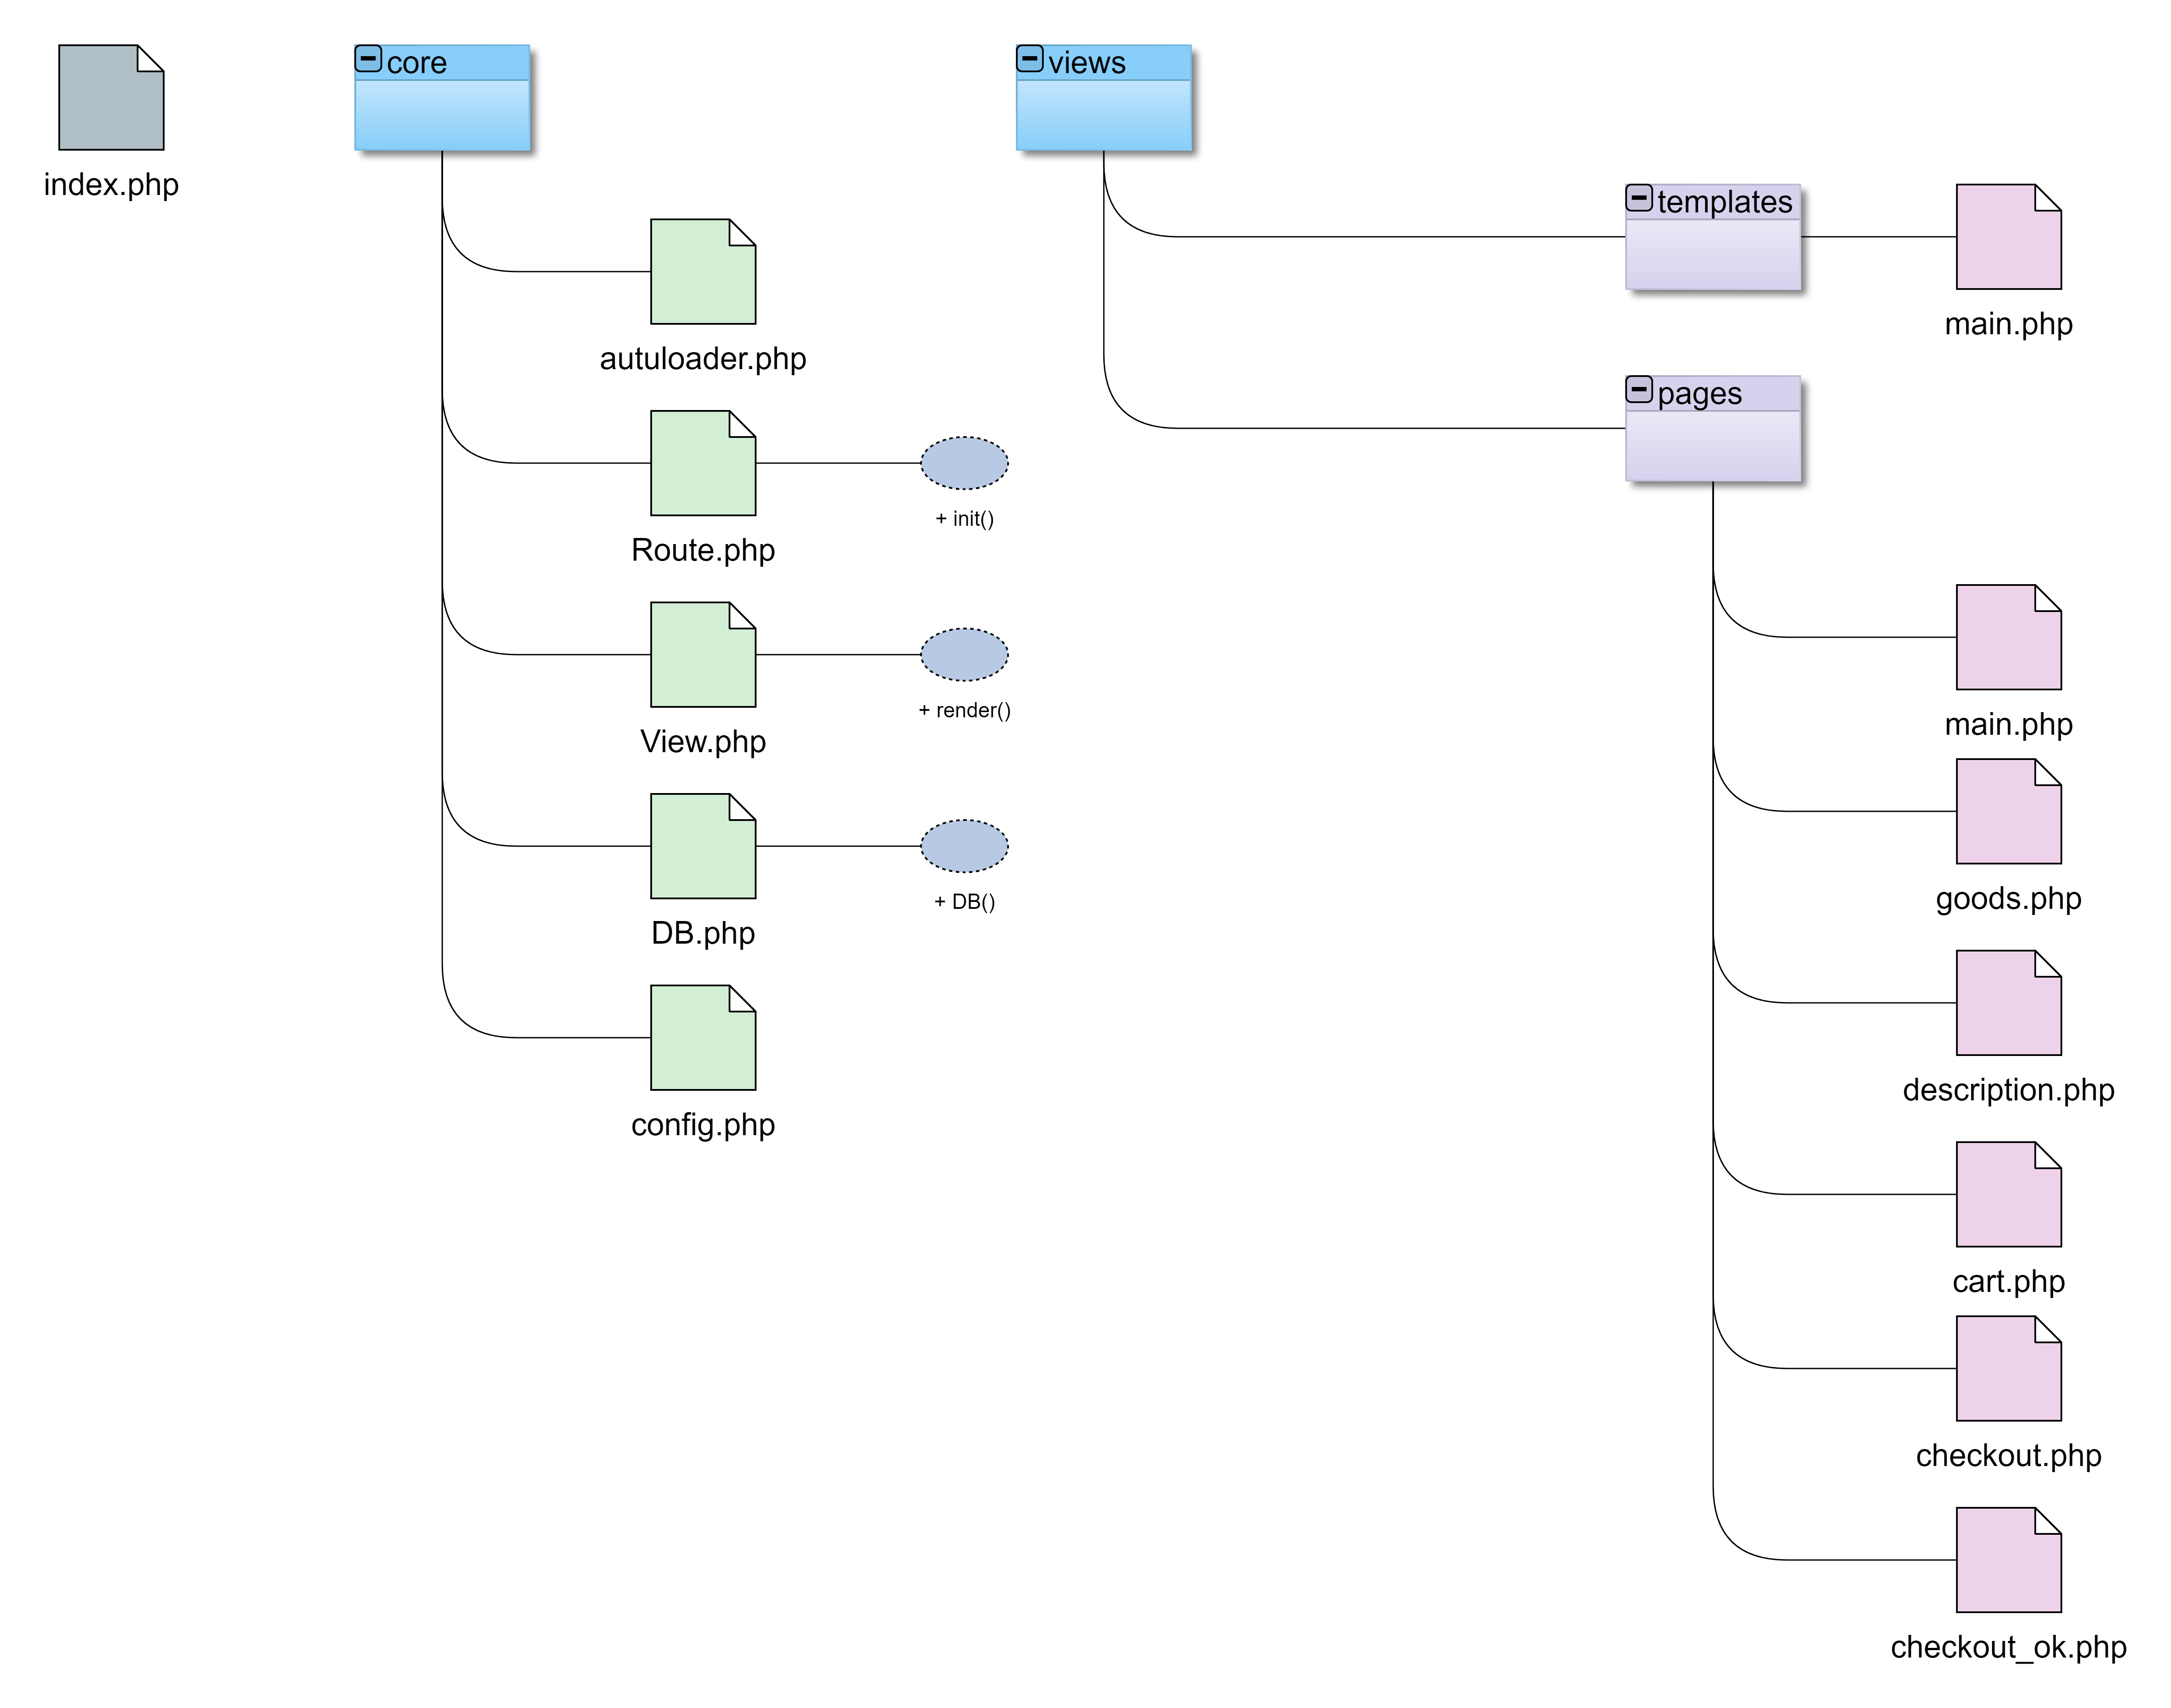 index.php
core
autuloader.php
Route.php
+ init()
View.php
+ render()
DB.php
+ DB()
config.php
views
templates
main.php
pages
main.php
goods.php
description.php
cart.php
checkout.php
checkout_ok.php